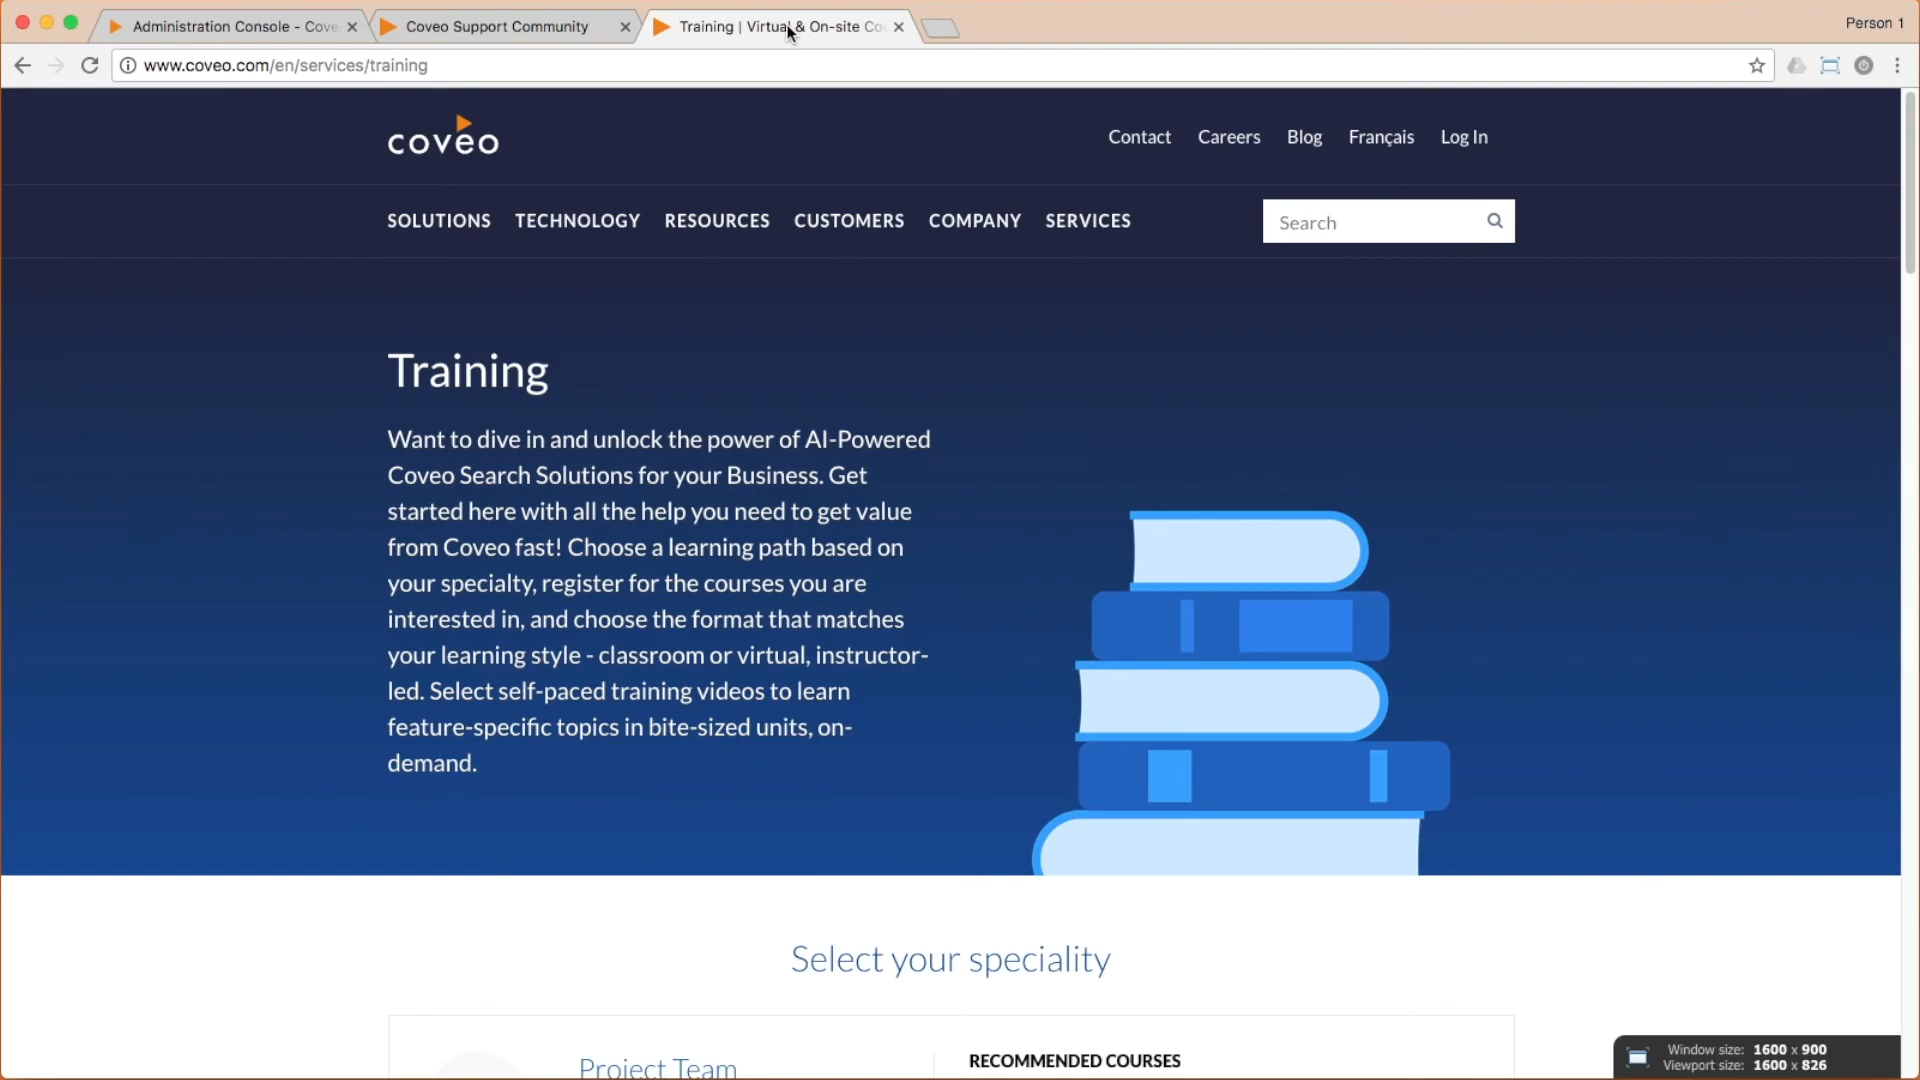 Administration Console - Cove
Coveo Support Community
Training | Virtual & On-site Co
Person 1
www.coveo.com/en/services/training
coveo
Contact Careers Blog Français Log In
SOLUTIONS TECHNOLOGY RESOURCES CUSTOMERS COMPANY SERVICES
Search
Training
Want to dive in and unlock the power of AI-Powered
Coveo Search Solutions for your Business. Get
started here with all the help you need to get value
from Coveo fast! Choose a learning path based on
your specialty, register for the courses you are
interested in, and choose the format that matches
your learning style - classroom or virtual, instructor-
led. Select self-paced training videos to learn
feature-specific topics in bite-sized units, on-
demand.
Select your speciality
Project Team
RECOMMENDED COURSES
Window size: 1600 x 900
Viewport size: 1600 x 826